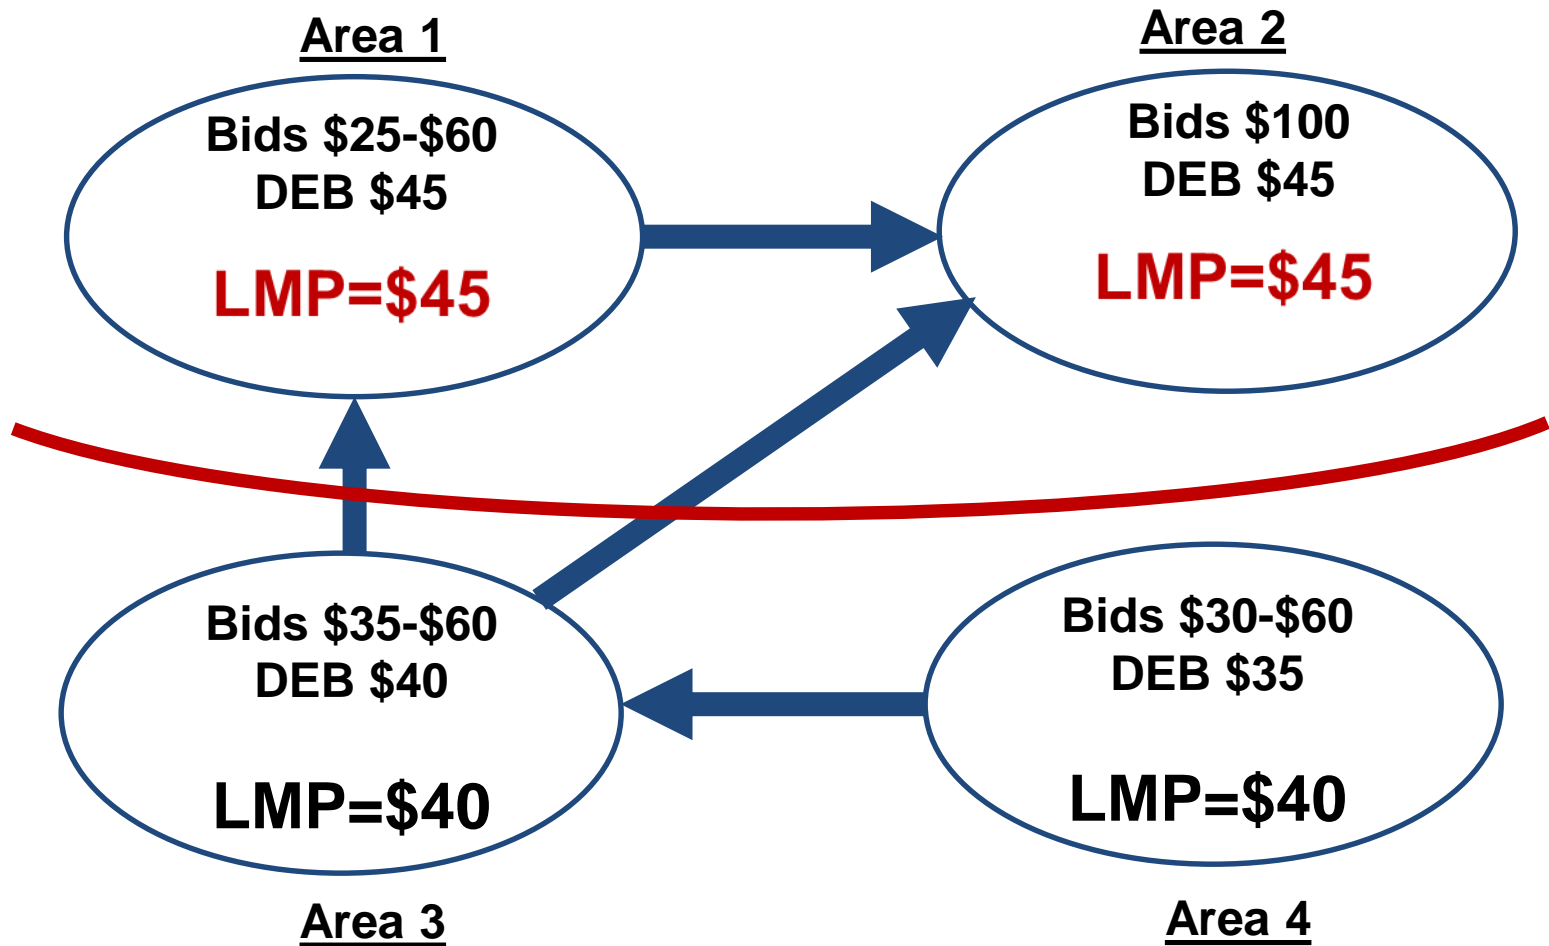 Area 1
Bids $25-$60
DEB $45
LMP=$45
Area 2
Bids $100
DEB $45
LMP=$45
Bids $35-$60
DEB $40
LMP=$40
Area 3
Bids $30-$60
DEB $35
LMP=$40
Area 4